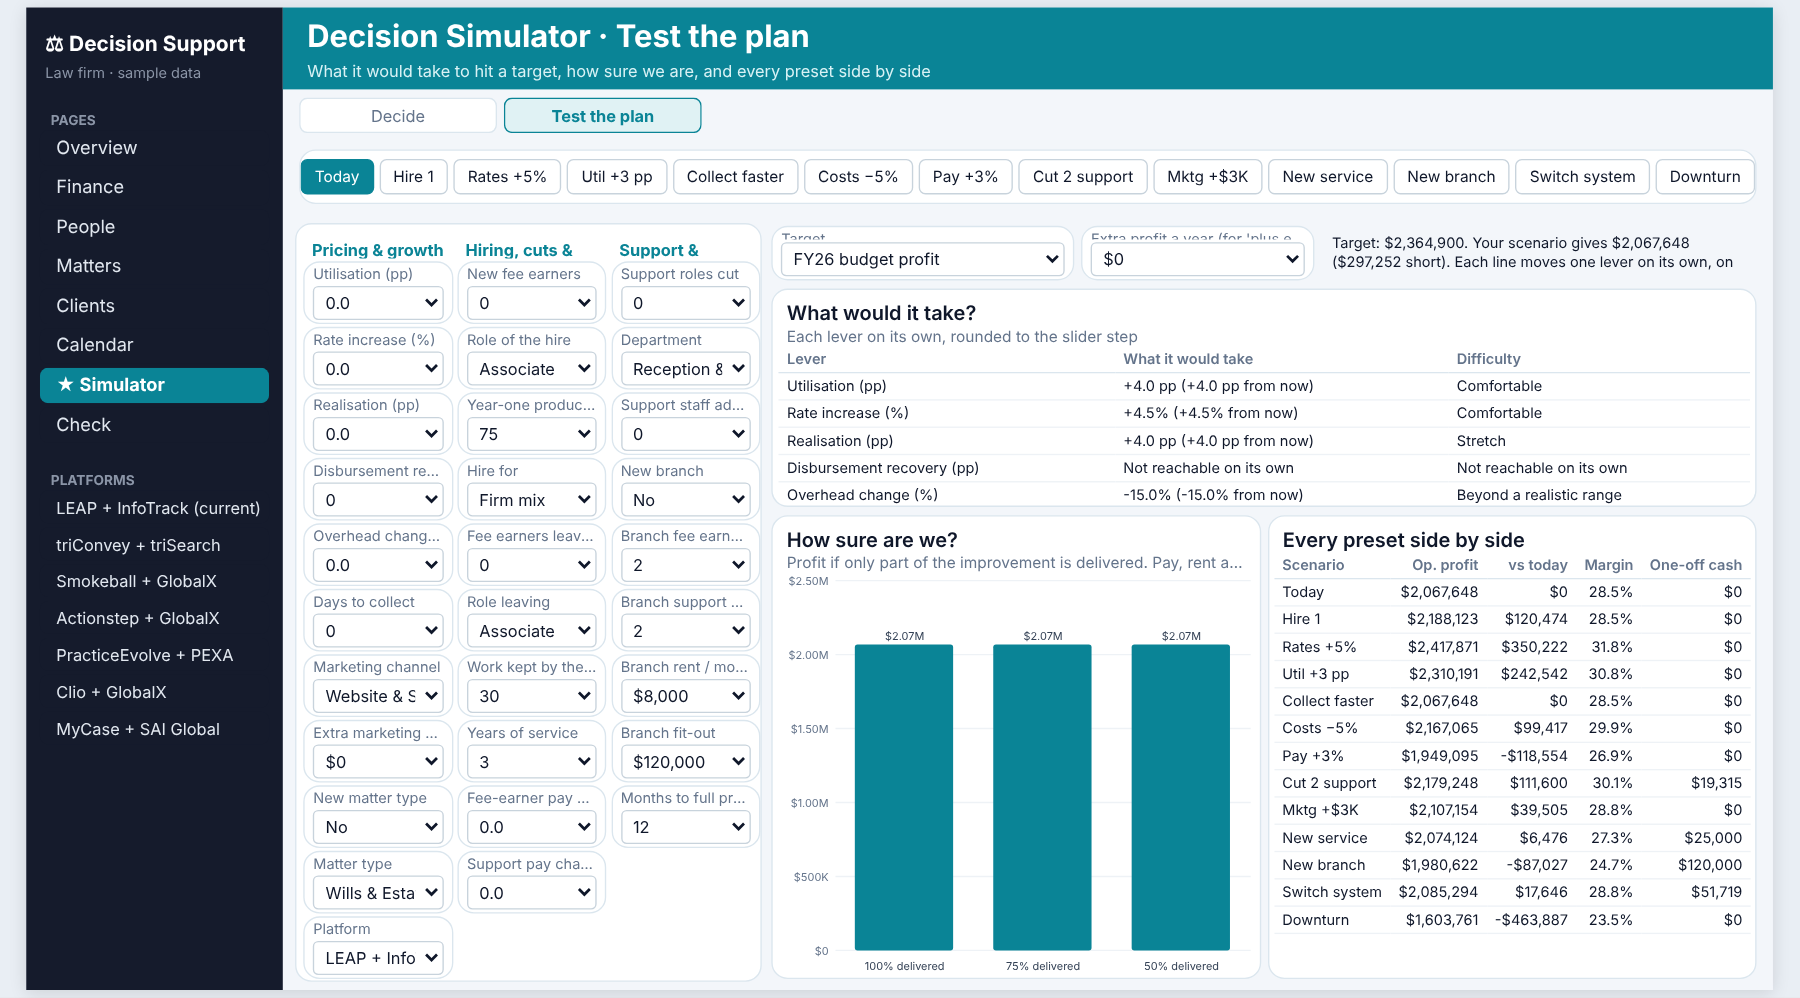 ⚖ Decision Support
Law firm · sample data
PAGES
Overview
Finance
People
Matters
Clients
Calendar
★ Simulator
Check
PLATFORMS
LEAP + InfoTrack (current)
triConvey + triSearch
Smokeball + GlobalX
Actionstep + GlobalX
PracticeEvolve + PEXA
Clio + GlobalX
MyCase + SAI Global
Decision Simulator · Test the plan
What it would take to hit a target, how sure we are, and every preset side by side
Decide Test the plan
Today Hire 1 Rates +5% Util +3 pp Collect faster Costs −5% Pay +3% Cut 2 support Mktg +$3K New service New branch Switch system Downturn
Pricing & growth
Utilisation (pp)
0.0
Rate increase (%)
0.0
Realisation (pp)
0.0
Disbursement re...
0
Overhead chang...
0.0
Days to collect
0
Marketing channel
Website & S
Extra marketing ...
$0
New matter type
No
Matter type
Wills & Esta
Platform
LEAP + Info
Hiring, cuts &
New fee earners
0
Role of the hire
Associate
Year-one produc...
75
Hire for
Firm mix
Fee earners leav...
0
Role leaving
Associate
Work kept by the...
30
Years of service
3
Fee-earner pay ...
0.0
Support pay cha...
0.0
Support &
Support roles cut
0
Department
Reception &
Support staff ad...
0
New branch
No
Branch fee earn...
2
Branch support ...
2
Branch rent / mo...
$8,000
Branch fit-out
$120,000
Months to full pr...
12
Target
FY26 budget profit
Extra profit a year (for 'plus e
$0
Target: $2,364,900. Your scenario gives $2,067,648
($297,252 short). Each line moves one lever on its own, on
What would it take?
Each lever on its own, rounded to the slider step
Lever What it would take Difficulty
Utilisation (pp) +4.0 pp (+4.0 pp from now) Comfortable
Rate increase (%) +4.5% (+4.5% from now) Comfortable
Realisation (pp) +4.0 pp (+4.0 pp from now) Stretch
Disbursement recovery (pp) Not reachable on its own Not reachable on its own
Overhead change (%) -15.0% (-15.0% from now) Beyond a realistic range
How sure are we?
Profit if only part of the improvement is delivered. Pay, rent a...
$2.50M
$2.00M
$1.50M
$1.00M
$500K
$0
$2.07M $2.07M $2.07M
100% delivered 75% delivered 50% delivered
Every preset side by side
Scenario Op. profit vs today Margin One-off cash
Today $2,067,648 $0 28.5% $0
Hire 1 $2,188,123 $120,474 28.5% $0
Rates +5% $2,417,871 $350,222 31.8% $0
Util +3 pp $2,310,191 $242,542 30.8% $0
Collect faster $2,067,648 $0 28.5% $0
Costs −5% $2,167,065 $99,417 29.9% $0
Pay +3% $1,949,095 -$118,554 26.9% $0
Cut 2 support $2,179,248 $111,600 30.1% $19,315
Mktg +$3K $2,107,154 $39,505 28.8% $0
New service $2,074,124 $6,476 27.3% $25,000
New branch $1,980,622 -$87,027 24.7% $120,000
Switch system $2,085,294 $17,646 28.8% $51,719
Downturn $1,603,761 -$463,887 23.5% $0